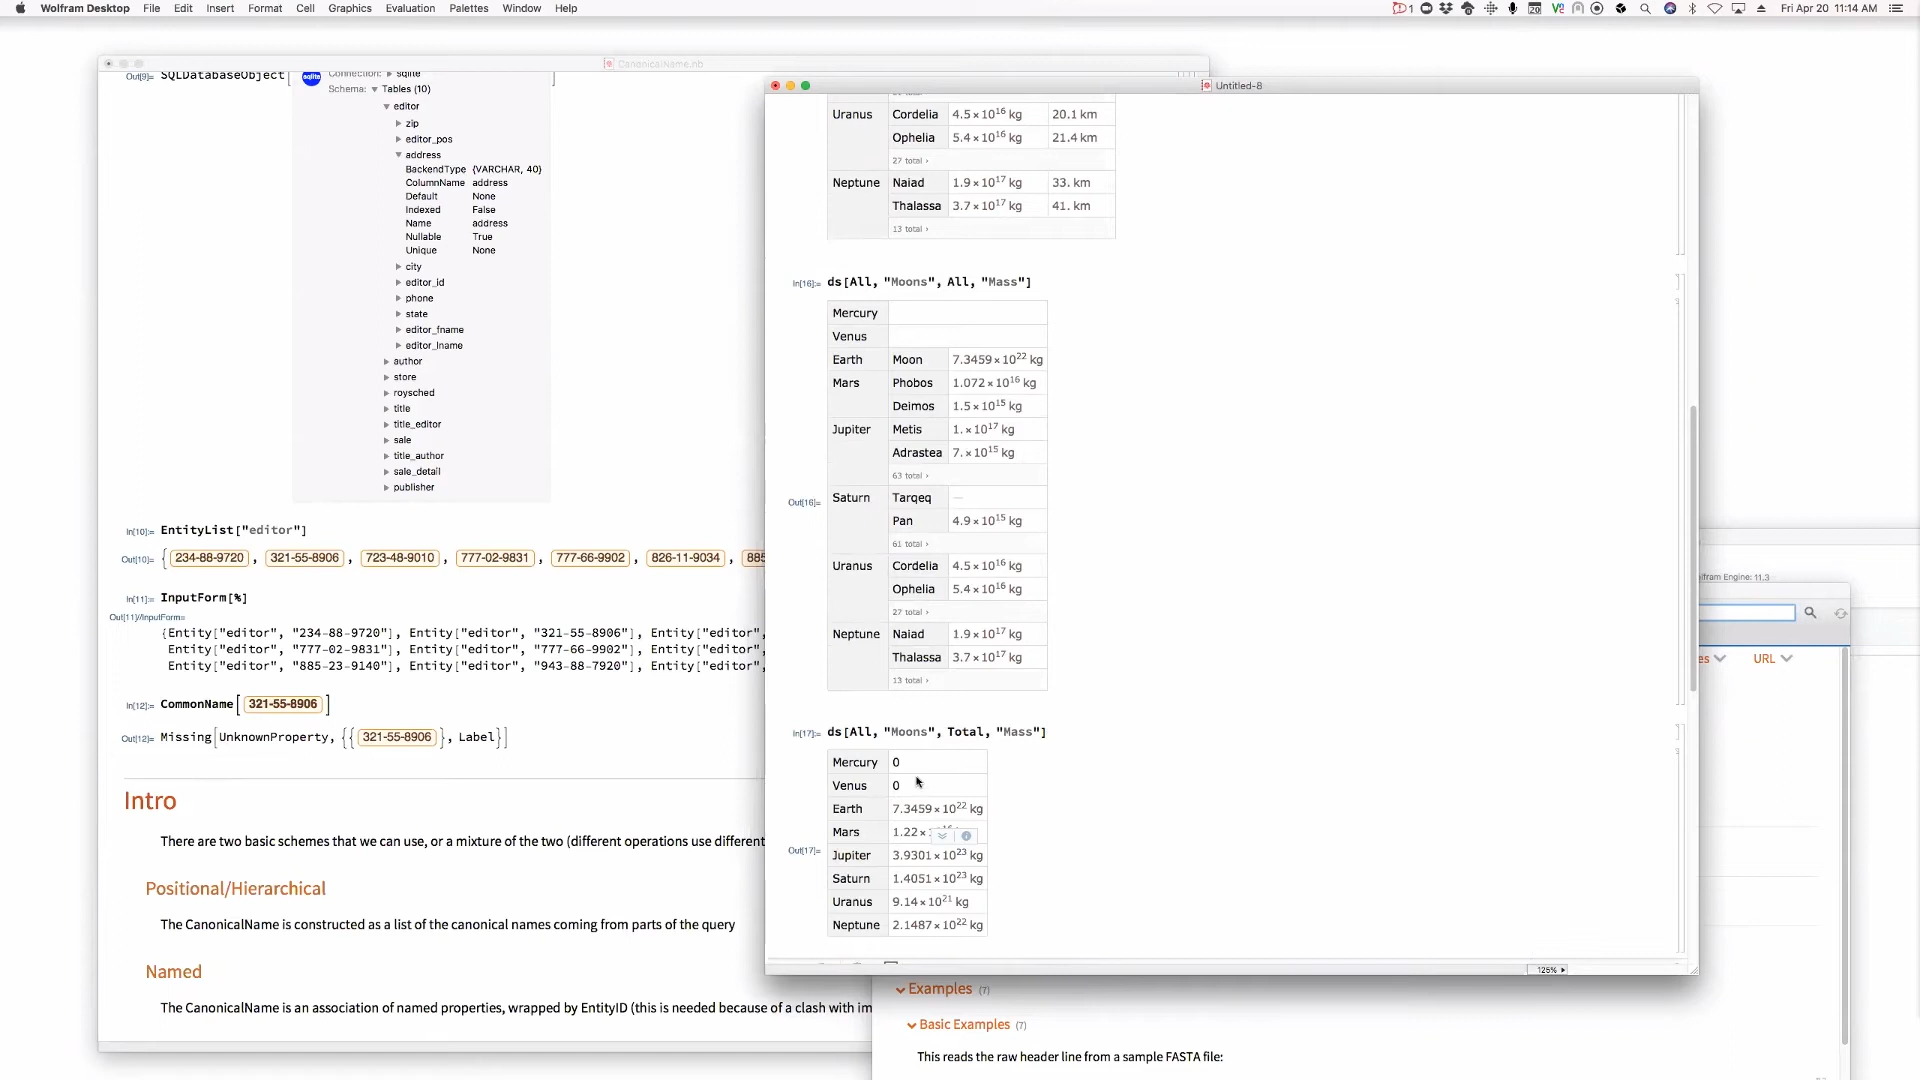 Wolfram Desktop File Edit Insert Format Cell Graphics Evaluation Palettes Window Help
1 20 Fri Apr 20 11:14 AM
CanonicalName.nb
Out[9]= SQLDatabaseObject[
sqlite
Connection: sqlite
Schema: Tables (10)
editor
zip
editor_pos
address
BackendType {VARCHAR, 40}
ColumnName address
Default None
Indexed False
Name address
Nullable True
Unique None
city
editor_id
phone
state
editor_fname
editor_lname
author
store
roysched
title
title_editor
sale
title_author
sale_detail
publisher
]
In[10]:= EntityList["editor"]
Out[10]= { 234-88-9720 , 321-55-8906 , 723-48-9010 , 777-02-9831 , 777-66-9902 , 826-11-9034 , 885
In[11]:= InputForm[%]
Out[11]//InputForm=
{Entity["editor", "234-88-9720"], Entity["editor", "321-55-8906"], Entity["editor",
Entity["editor", "777-02-9831"], Entity["editor", "777-66-9902"], Entity["editor",
Entity["editor", "885-23-9140"], Entity["editor", "943-88-7920"], Entity["editor",
In[12]:= CommonName[ 321-55-8906 ]
Out[12]= Missing[UnknownProperty, {{ 321-55-8906 }, Label}]
Intro
There are two basic schemes that we can use, or a mixture of the two (different operations use different
Positional/Hierarchical
The CanonicalName is constructed as a list of the canonical names coming from parts of the query
Named
The CanonicalName is an association of named properties, wrapped by EntityID (this is needed because of a clash with im
Untitled-8
Uranus Cordelia 4.5×10^16 kg 20.1 km
Ophelia 5.4×10^16 kg 21.4 km
27 total ›
Neptune Naiad 1.9×10^17 kg 33. km
Thalassa 3.7×10^17 kg 41. km
13 total ›
In[16]:= ds[All, "Moons", All, "Mass"]
Out[16]=
Mercury
Venus
Earth Moon 7.3459×10^22 kg
Mars Phobos 1.072×10^16 kg
Deimos 1.5×10^15 kg
Jupiter Metis 1.×10^17 kg
Adrastea 7.×10^15 kg
63 total ›
Saturn Tarqeq —
Pan 4.9×10^15 kg
61 total ›
Uranus Cordelia 4.5×10^16 kg
Ophelia 5.4×10^16 kg
27 total ›
Neptune Naiad 1.9×10^17 kg
Thalassa 3.7×10^17 kg
13 total ›
In[17]:= ds[All, "Moons", Total, "Mass"]
Out[17]=
Mercury 0
Venus 0
Earth 7.3459×10^22 kg
Mars 1.22×
Jupiter 3.9301×10^23 kg
Saturn 1.4051×10^23 kg
Uranus 9.14×10^21 kg
Neptune 2.1487×10^22 kg
125%
lfram Engine: 11.3
es URL
Examples (7)
Basic Examples (7)
This reads the raw header line from a sample FASTA file: